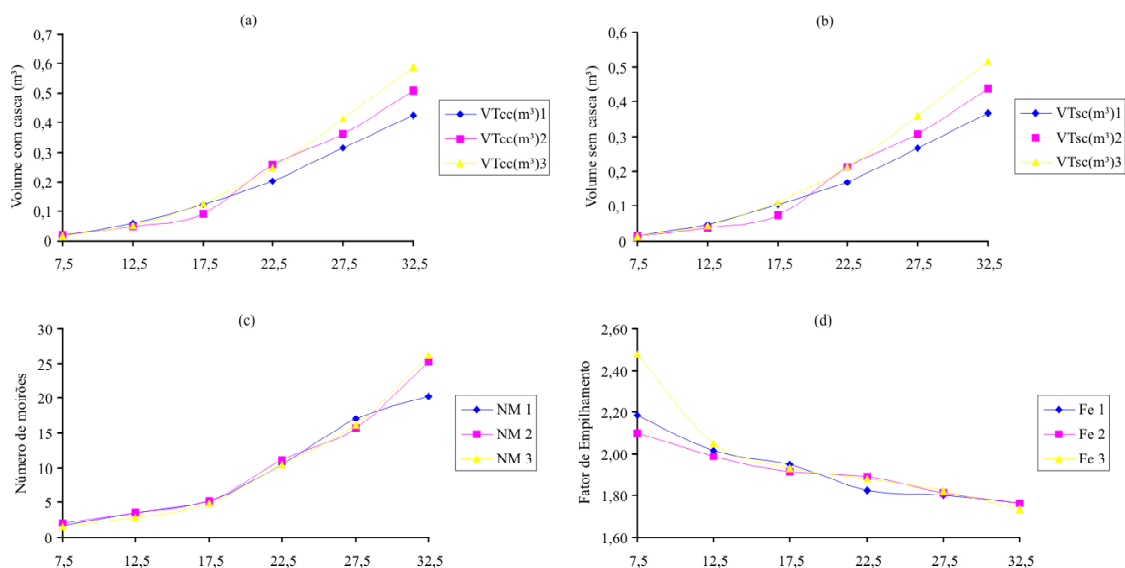 (a)
Volume com casca (m³)
0,7
0,6
0,5
0,4
0,3
0,2
0,1
0
7,5 12,5 17,5 22,5 27,5 32,5
VTcc(m³)1
VTcc(m³)2
VTcc(m³)3
(b)
Volume sem casca (m³)
0,6
0,5
0,4
0,3
0,2
0,1
0
7,5 12,5 17,5 22,5 27,5 32,5
VTsc(m³)1
VTsc(m³)2
VTsc(m³)3
(c)
Número de moirões
30
25
20
15
10
5
0
7,5 12,5 17,5 22,5 27,5 32,5
NM 1
NM 2
NM 3
(d)
Fator de Empilhamento
2,60
2,40
2,20
2,00
1,80
1,60
7,5 12,5 17,5 22,5 27,5 32,5
Fe 1
Fe 2
Fe 3